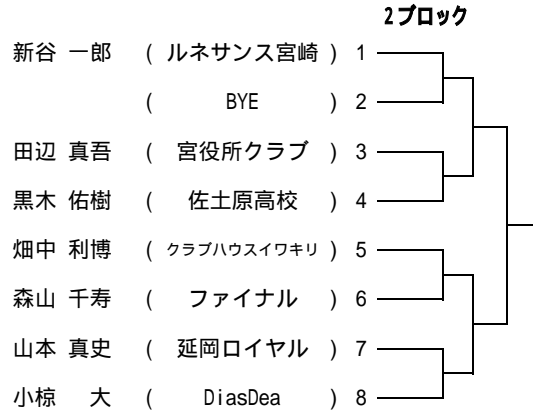 2ブロック
新谷 一郎 ( ルネサンス宮崎 ) 1
( BYE ) 2
田辺 真吾 ( 宮役所クラブ ) 3
黒木 佑樹 ( 佐土原高校 ) 4
畑中 利博 ( クラブハウスイワキリ ) 5
森山 千寿 ( ファイナル ) 6
山本 真史 ( 延岡ロイヤル ) 7
小椋 大 ( DiasDea ) 8